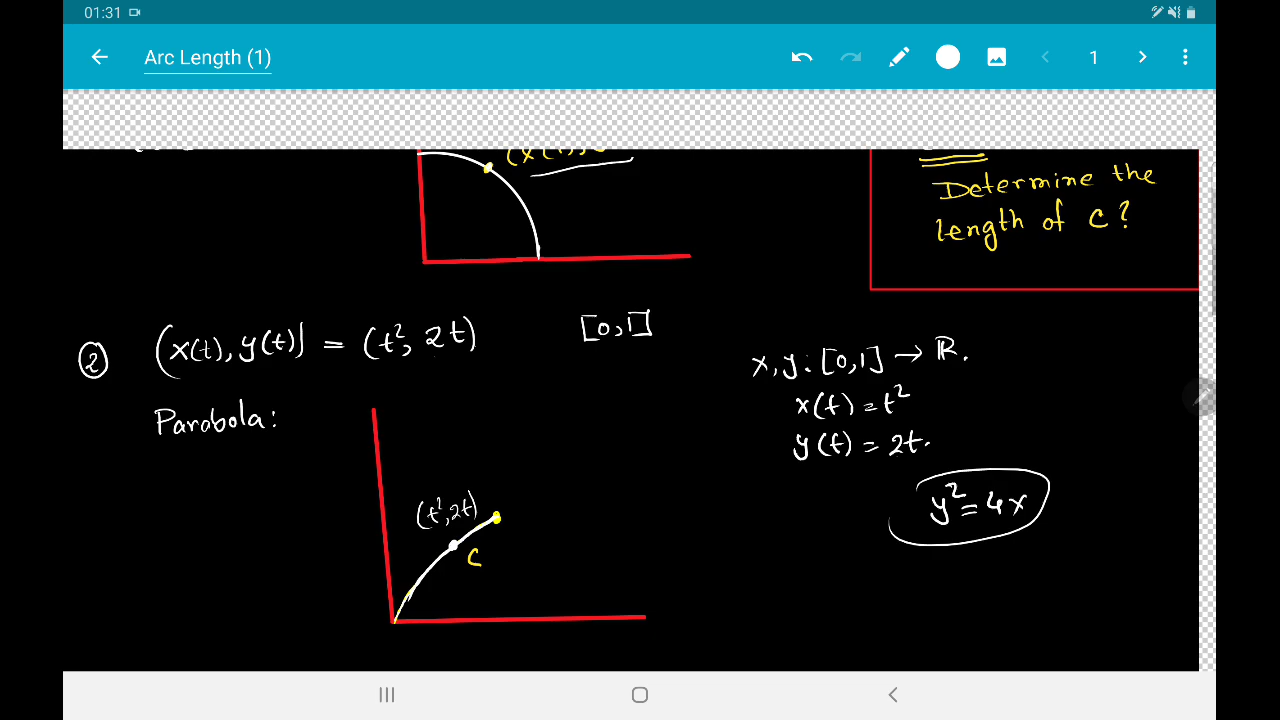 01:31
Arc Length (1)
1
Determine the
length of C?
② (x(t), y(t)) = (t², 2t) [0,1]
x, y : [0,1] → ℝ.
x(t) = t²
Parabola:
y(t) = 2t.
y² = 4x
(t², 2t)
C